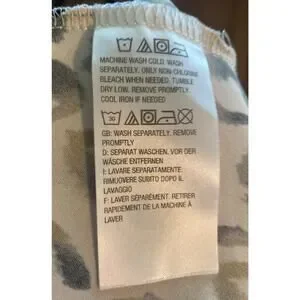 MACHINE WASH COLD. WASH
SEPARATELY. ONLY NON-CHLORINE
BLEACH WHEN NEEDED. TUMBLE
DRY LOW. REMOVE PROMPTLY.
COOL IRON IF NEEDED
30
GB: WASH SEPARATELY. REMOVE
PROMPTLY
D: SEPARAT WASCHEN. VOR DER
WÄSCHE ENTFERNEN
I: LAVARE SEPARATAMENTE.
RIMUOVERE SUBITO DOPO IL
LAVAGGIO
F: LAVER SÉPARÉMENT. RETIRER
RAPIDEMENT DE LA MACHINE À
LAVER